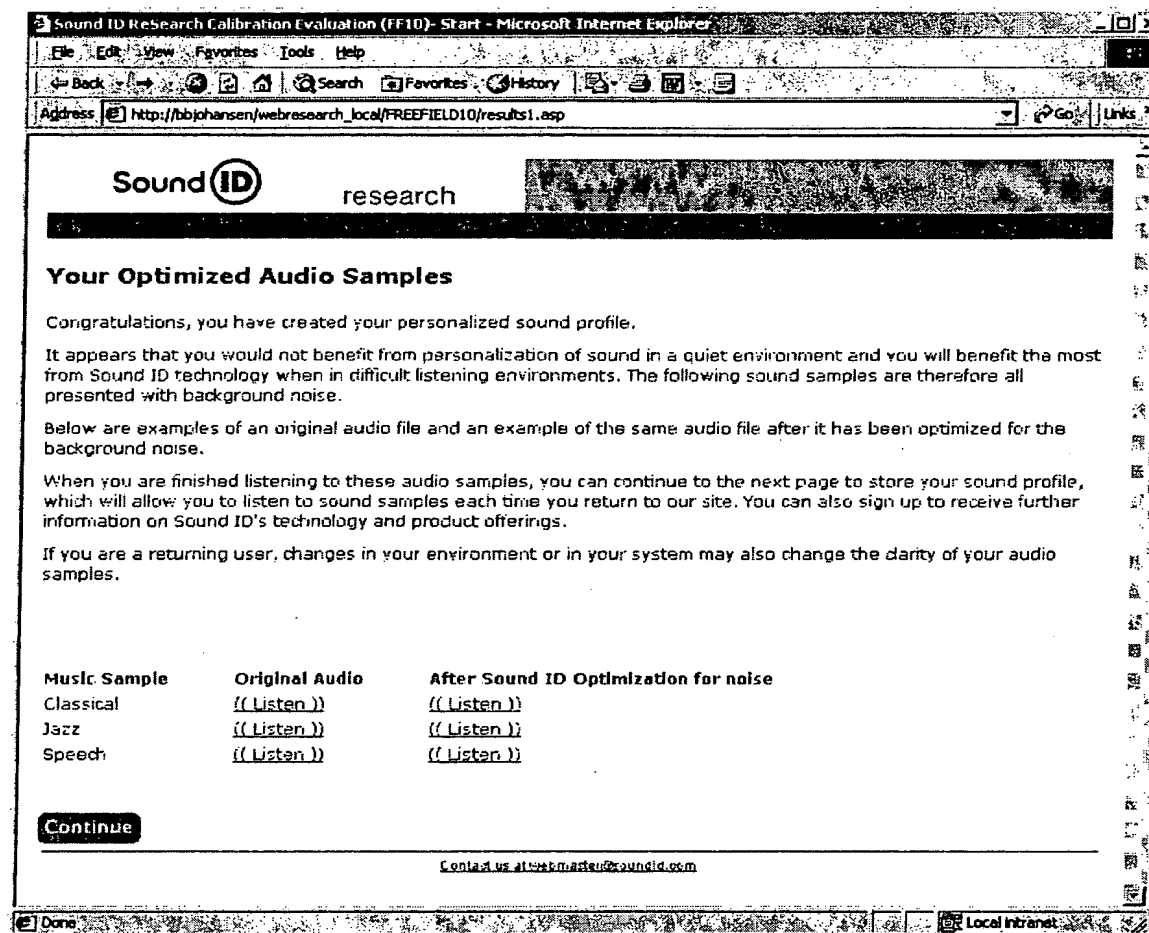 Sound ID ReSearch Calibration Evaluation (FF10)- Start - Microsoft Internet Explorer
File Edit View Favorites Tools Help
Back Search Favorites History
Address http://bbjohansen/webresearch_local/FREEFIELD10/results1.asp Go Links
Sound ID research
Your Optimized Audio Samples
Congratulations, you have created your personalized sound profile.
It appears that you would not benefit from personalization of sound in a quiet environment and you will benefit the most
from Sound ID technology when in difficult listening environments. The following sound samples are therefore all
presented with background noise.
Below are examples of an original audio file and an example of the same audio file after it has been optimized for the
background noise.
When you are finished listening to these audio samples, you can continue to the next page to store your sound profile,
which will allow you to listen to sound samples each time you return to our site. You can also sign up to receive further
information on Sound ID's technology and product offerings.
If you are a returning user, changes in your environment or in your system may also change the clarity of your audio
samples.
Music Sample Original Audio After Sound ID Optimization for noise
Classical (( Listen )) (( Listen ))
Jazz (( Listen )) (( Listen ))
Speech (( Listen )) (( Listen ))
Continue
Contact us at webmaster@soundid.com
Done Local intranet